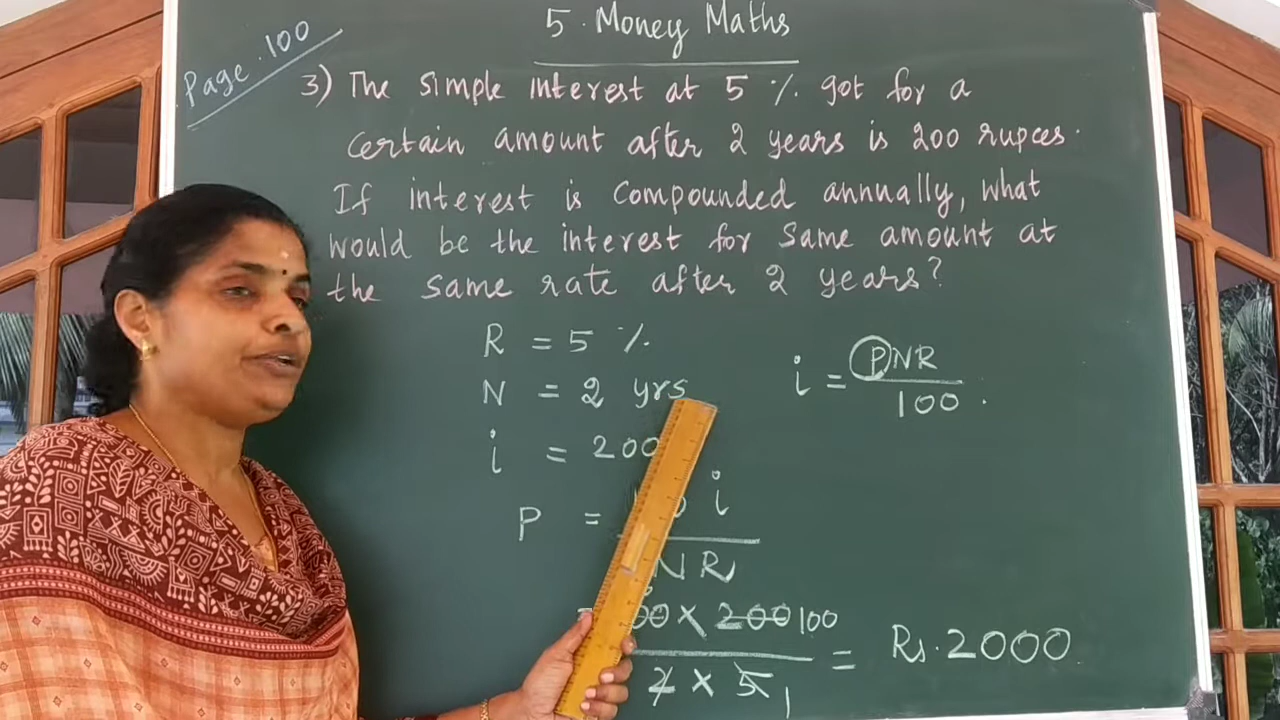 5. Money Maths
Page.100
3) The simple interest at 5 % got for a
certain amount after 2 years is 200 rupees.
If interest is compounded annually, what
would be the interest for same amount at
the same rate after 2 years?
R = 5 %
N = 2 yrs
i = 200
P = i
NR
i = PNR
100.
00 × 200 100
2 × 5 1
= Rs. 2000